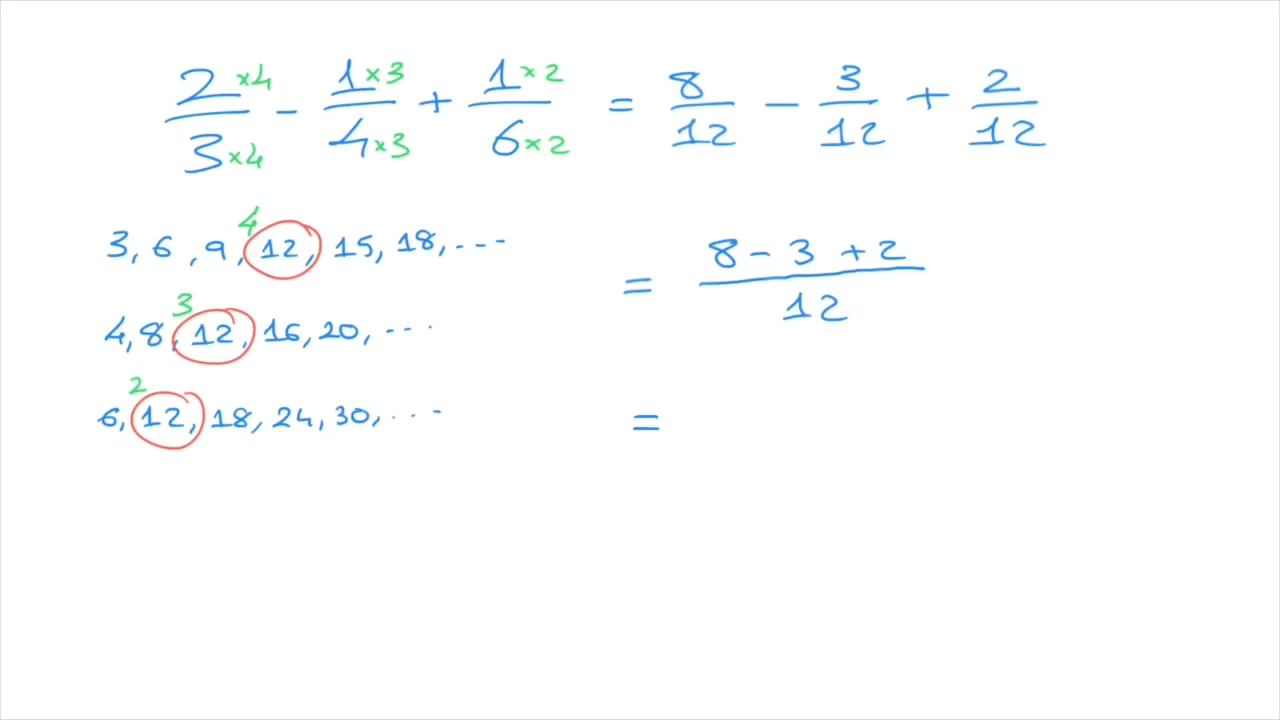 2×4/3×4 - 1×3/4×3 + 1×2/6×2 = 8/12 - 3/12 + 2/12
4
3, 6, 9, 12, 15, 18, ---
= 8 - 3 + 2/12
3
4, 8, 12, 16, 20, ---
2
6, 12, 18, 24, 30, ---
=